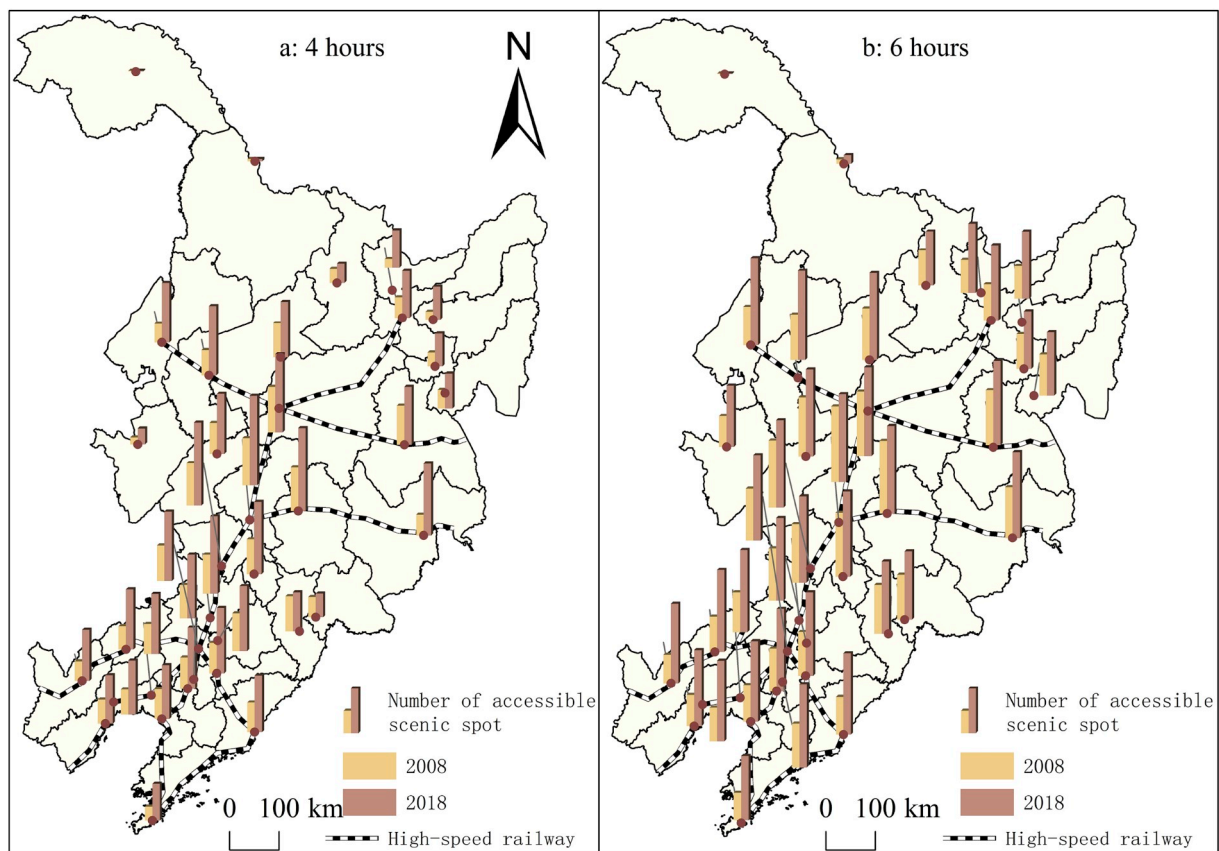 a: 4 hours
N
Number of accessible
scenic spot
2008
2018
0 100 km
High-speed railway
b: 6 hours
Number of accessible
scenic spot
2008
2018
0 100 km
High-speed railway